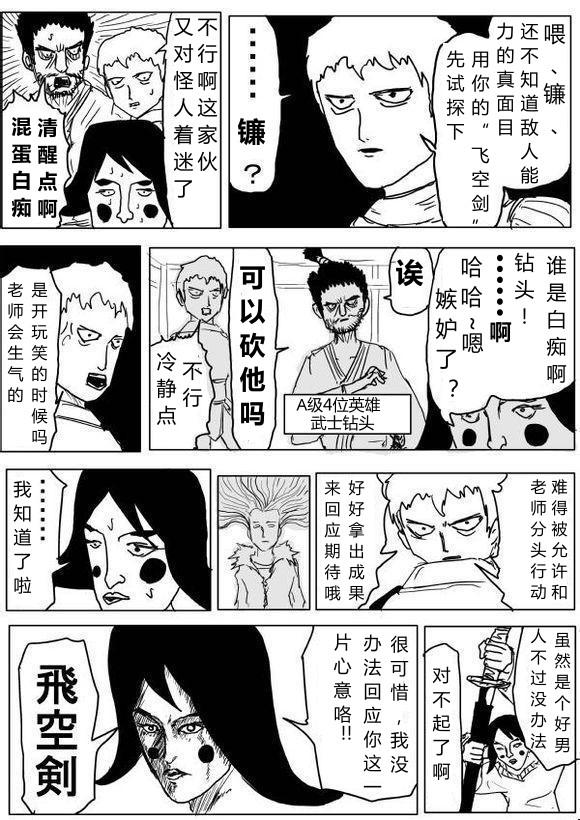 喂、镰、
还不知道敌人能
力的真面目
用你的“飞空剑”
先试探下
……镰？
不行啊这家伙
又对怪人着迷了
清醒点啊
混蛋白痴
谁是白痴啊
钻头！
……啊
哈哈~嗯
嫉妒了？
诶
A级4位英雄
武士钻头
可以砍他吗
不行
冷静点
是开玩笑的时候吗
老师会生气的
难得被允许和
老师分头行动
好好拿出成果
来回应期待哦
……
我知道了啦
虽然是个好男
人不过没办法
对不起了啊
很可惜,我没
办法回应你这一
片心意咯!!
飛空剣